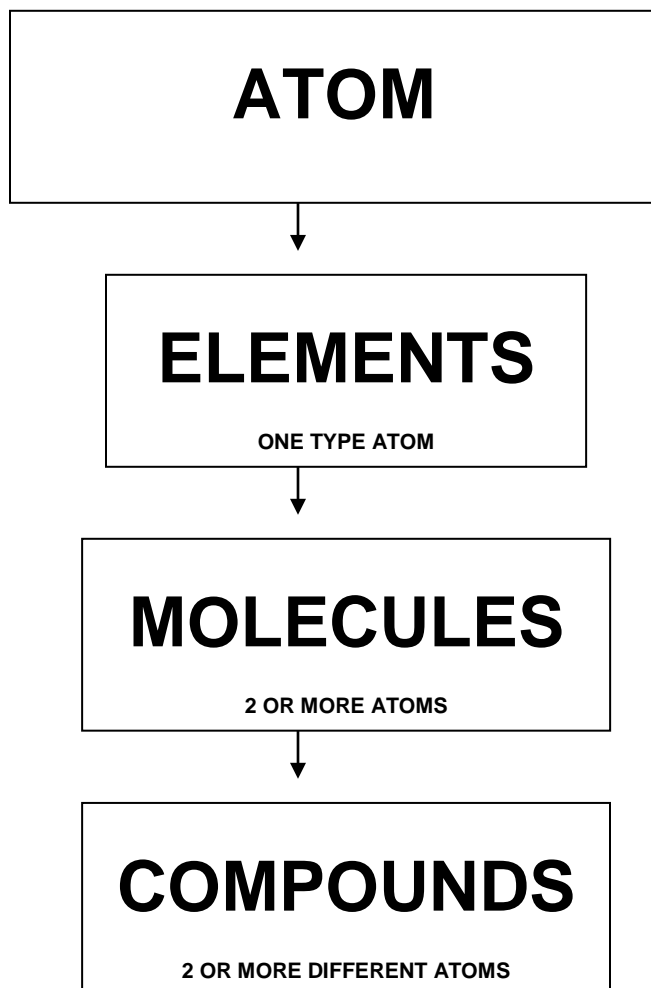 ATOM
ELEMENTS
ONE TYPE ATOM
MOLECULES
2 OR MORE ATOMS
COMPOUNDS
2 OR MORE DIFFERENT ATOMS